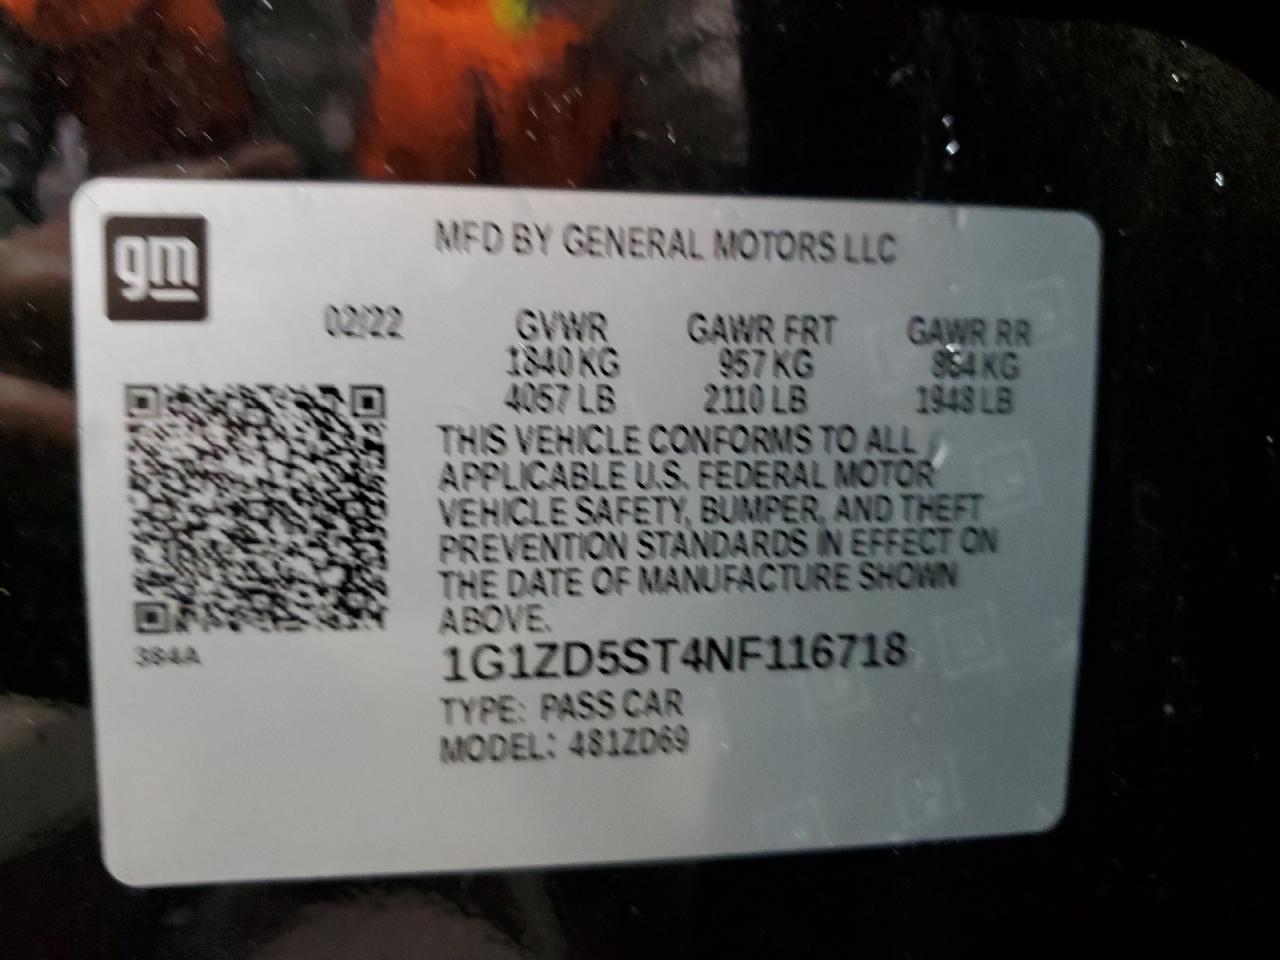 gm
MFD BY GENERAL MOTORS LLC
02/22 GVWR GAWR FRT GAWR RR
1840 KG 957 KG 884 KG
4057 LB 2110 LB 1948 LB
THIS VEHICLE CONFORMS TO ALL
APPLICABLE U.S. FEDERAL MOTOR
VEHICLE SAFETY, BUMPER, AND THEFT
PREVENTION STANDARDS IN EFFECT ON
THE DATE OF MANUFACTURE SHOWN
ABOVE.
384A
1G1ZD5ST4NF116718
TYPE: PASS CAR
MODEL: 481ZD69